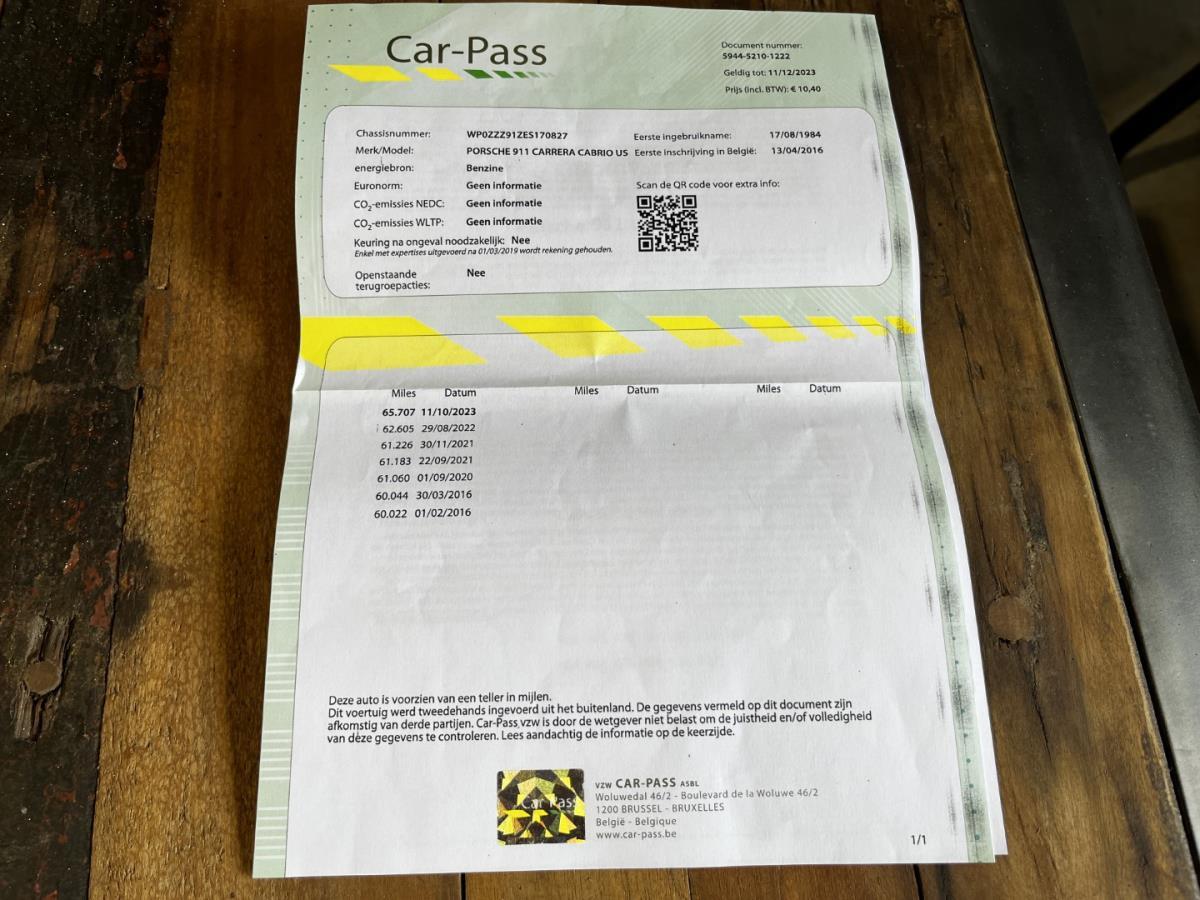 Car-Pass
Document nummer:
5944-5210-1222
Geldig tot: 11/12/2023
Prijs (incl. BTW): € 10,40
Chassisnummer: WP0ZZZ91ZES170827 Eerste ingebruikname: 17/08/1984
Merk/Model: PORSCHE 911 CARRERA CABRIO US Eerste inschrijving in België: 13/04/2016
energiebron: Benzine
Euronorm: Geen informatie Scan de QR code voor extra info:
CO₂-emissies NEDC: Geen informatie
CO₂-emissies WLTP: Geen informatie
Keuring na ongeval noodzakelijk: Nee
Enkel met expertises uitgevoerd na 01/03/2019 wordt rekening gehouden.
Openstaande Nee
terugroepacties:
Miles Datum Miles Datum Miles Datum
65.707 11/10/2023
62.605 29/08/2022
61.226 30/11/2021
61.183 22/09/2021
61.060 01/09/2020
60.044 30/03/2016
60.022 01/02/2016
Deze auto is voorzien van een teller in mijlen.
Dit voertuig werd tweedehands ingevoerd uit het buitenland. De gegevens vermeld op dit document zijn
afkomstig van derde partijen. Car-Pass vzw is door de wetgever niet belast om de juistheid en/of volledigheid
van deze gegevens te controleren. Lees aandachtig de informatie op de keerzijde.
Car Pass
vzw CAR-PASS ASBL
Woluwedal 46/2 - Boulevard de la Woluwe 46/2
1200 BRUSSEL - BRUXELLES
België - Belgique
www.car-pass.be
1/1